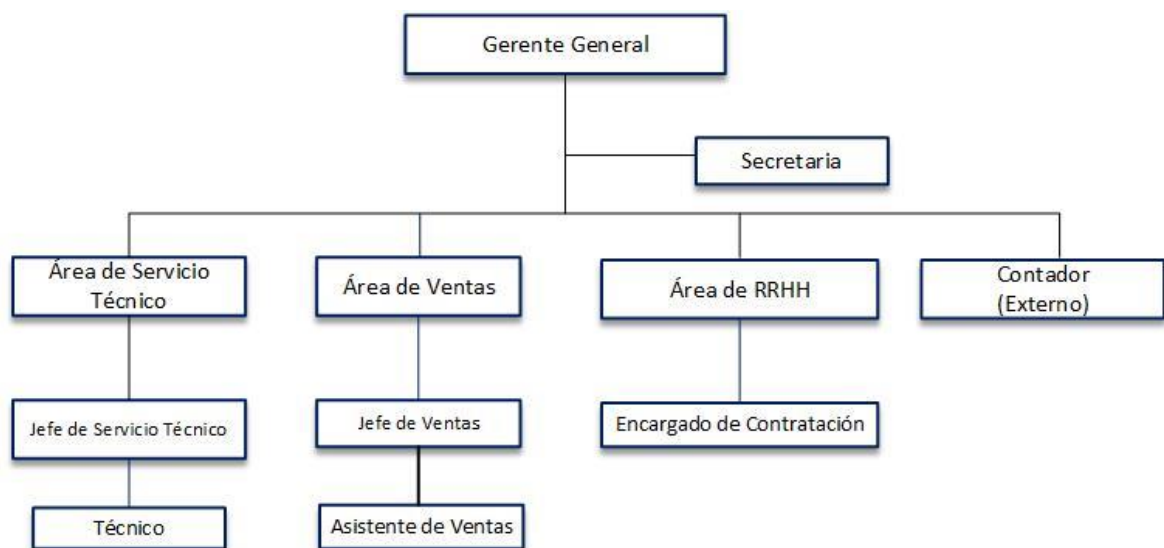 Gerente General
Secretaria
Área de Servicio
Técnico
Área de Ventas
Área de RRHH
Contador
(Externo)
Jefe de Servicio Técnico
Jefe de Ventas
Encargado de Contratación
Técnico
Asistente de Ventas